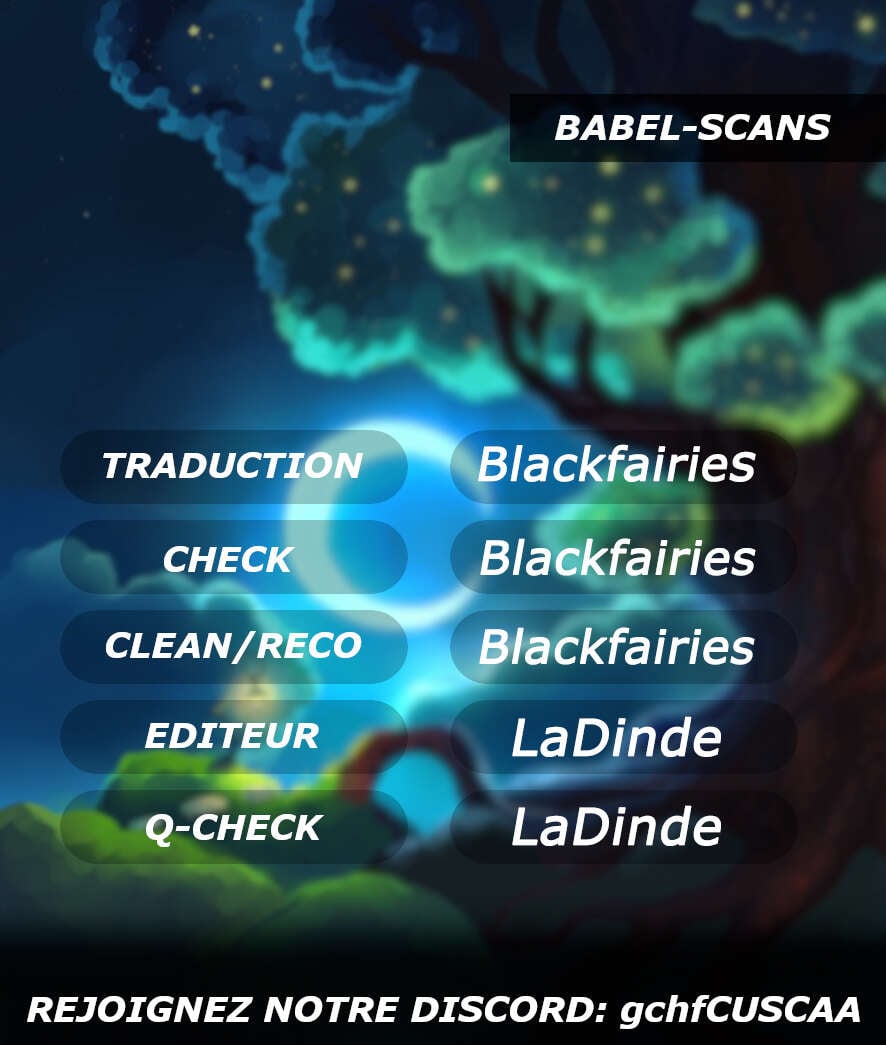 BABEL-SCANS
TRADUCTION Blackfairies
CHECK Blackfairies
CLEAN/RECO Blackfairies
EDITEUR LaDinde
Q-CHECK LaDinde
REJOIGNEZ NOTRE DISCORD: gchfCUSCAA